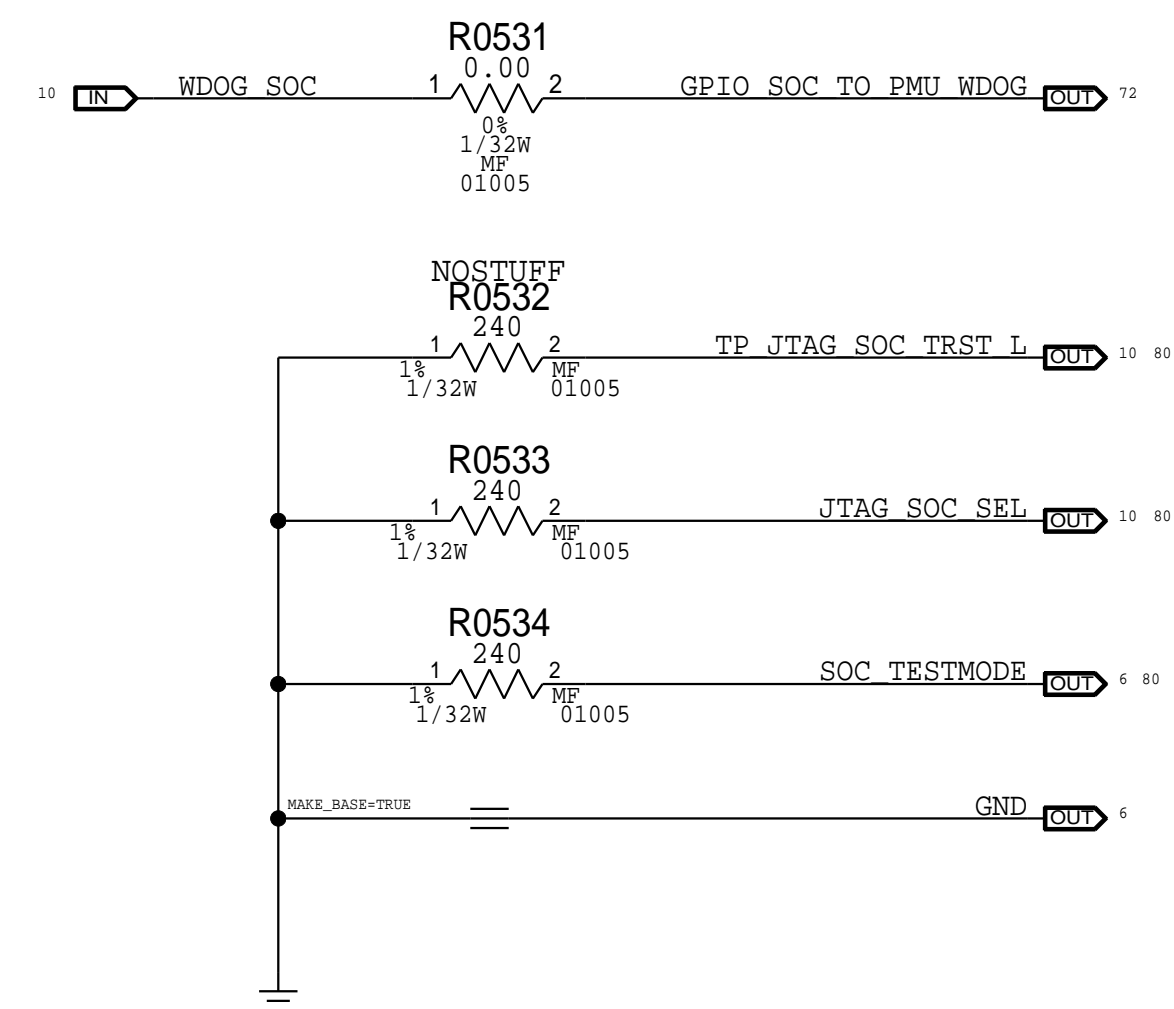 R0531
0.00
10 IN WDOG_SOC 1 2 GPIO_SOC_TO_PMU_WDOG OUT 72
0%
1/32W
MF
01005
NOSTUFF
R0532
240
1 2 TP_JTAG_SOC_TRST_L OUT 10 80
1% MF
1/32W 01005
R0533
240
1 2 JTAG_SOC_SEL OUT 10 80
1% MF
1/32W 01005
R0534
240
1 2 SOC_TESTMODE OUT 6 80
1% MF
1/32W 01005
MAKE_BASE=TRUE GND OUT 6